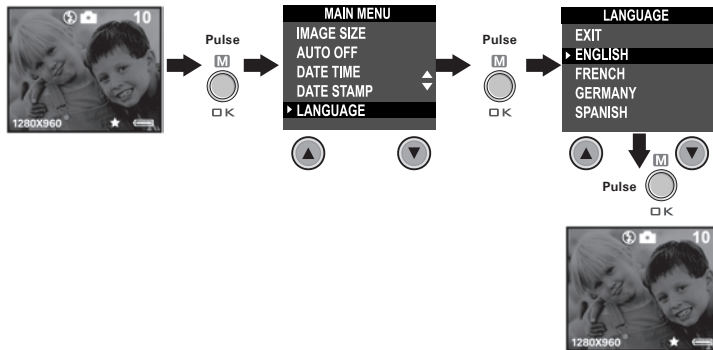 10
1280X960
Pulse
M
OK
MAIN MENU
IMAGE SIZE
AUTO OFF
DATE TIME
DATE STAMP
LANGUAGE
Pulse
M
OK
LANGUAGE
EXIT
ENGLISH
FRENCH
GERMANY
SPANISH
Pulse
M
OK
10
1280X960